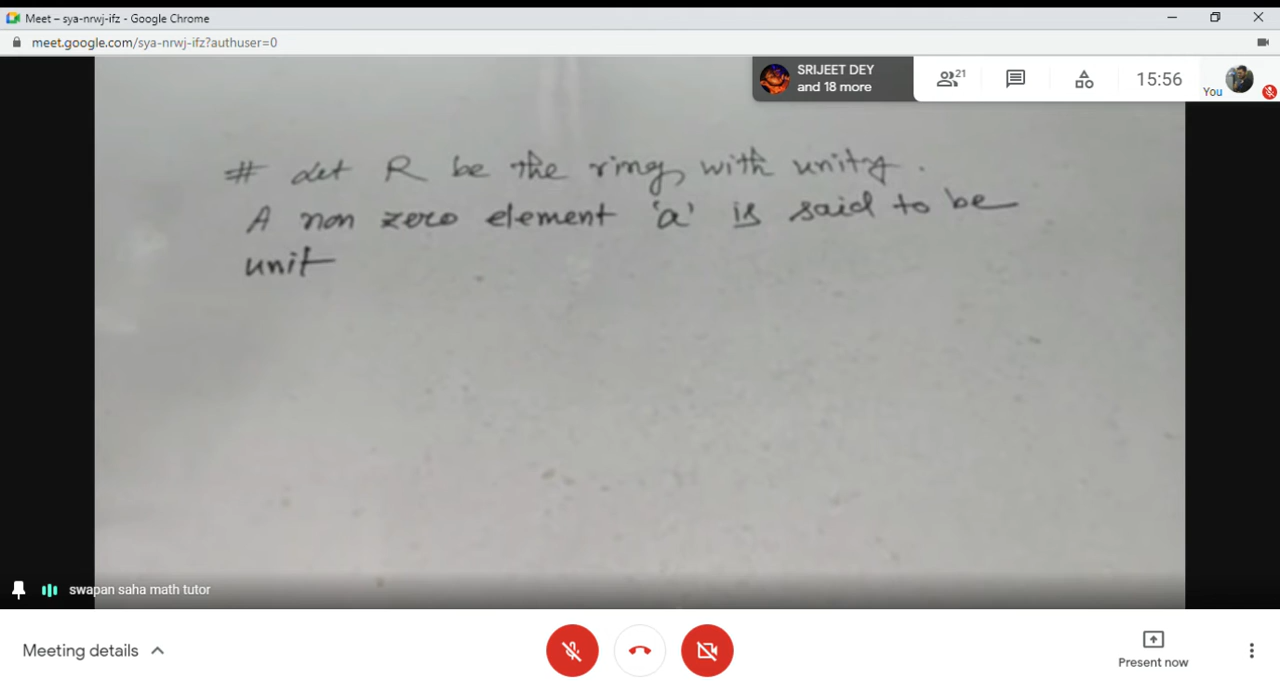 Meet – sya-nrwj-ifz - Google Chrome
meet.google.com/sya-nrwj-ifz?authuser=0
SRIJEET DEY
and 18 more
21
15:56
You
# Let R be the ring with unity.
A non zero element 'a' is said to be
unit
swapan saha math tutor
Meeting details
Present now